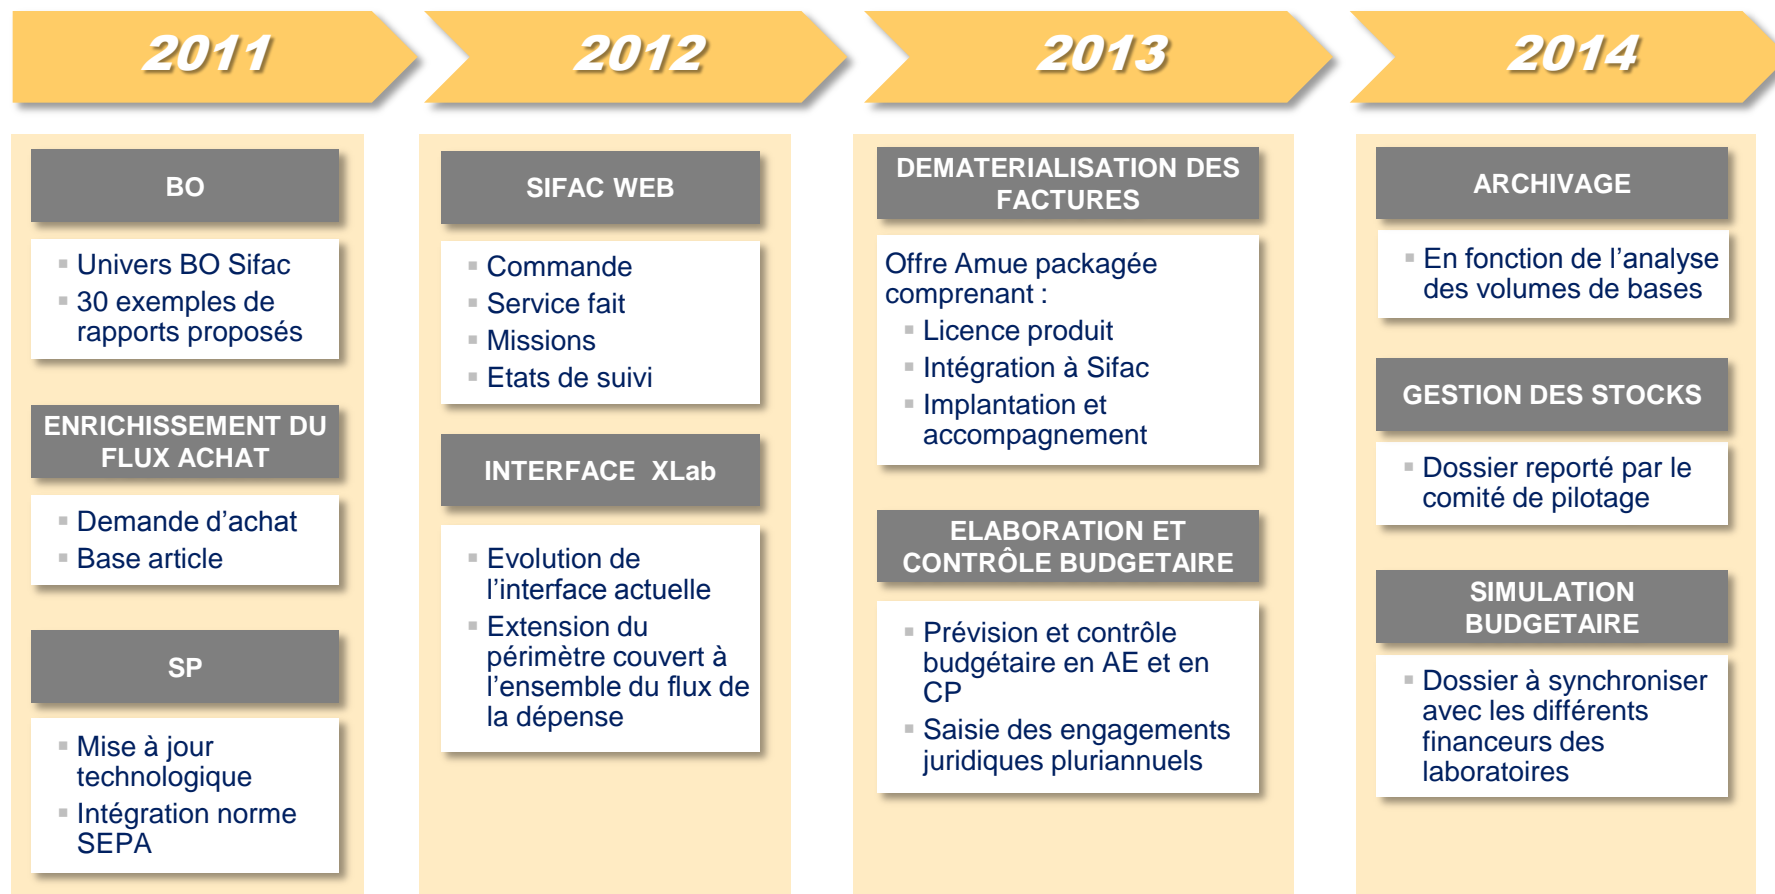 2011
2012
2013
2014
BO
Univers BO Sifac
30 exemples de
rapports proposés
ENRICHISSEMENT DU
FLUX ACHAT
Demande d'achat
Base article
SP
Mise à jour
technologique
Intégration norme
SEPA
SIFAC WEB
Commande
Service fait
Missions
Etats de suivi
INTERFACE XLab
Evolution de
l'interface actuelle
Extension du
périmètre couvert à
l'ensemble du flux de
la dépense
DEMATERIALISATION DES
FACTURES
Offre Amue packagée
comprenant :
Licence produit
Intégration à Sifac
Implantation et
accompagnement
ELABORATION ET
CONTRÔLE BUDGETAIRE
Prévision et contrôle
budgétaire en AE et en
CP
Saisie des engagements
juridiques pluriannuels
ARCHIVAGE
En fonction de l'analyse
des volumes de bases
GESTION DES STOCKS
Dossier reporté par le
comité de pilotage
SIMULATION
BUDGETAIRE
Dossier à synchroniser
avec les différents
financeurs des
laboratoires